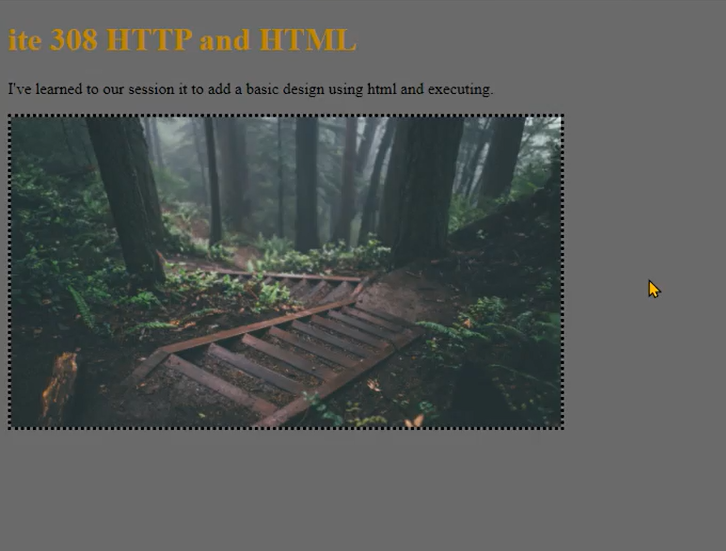 ite 308 HTTP and HTML
I've learned to our session it to add a basic design using html and executing.